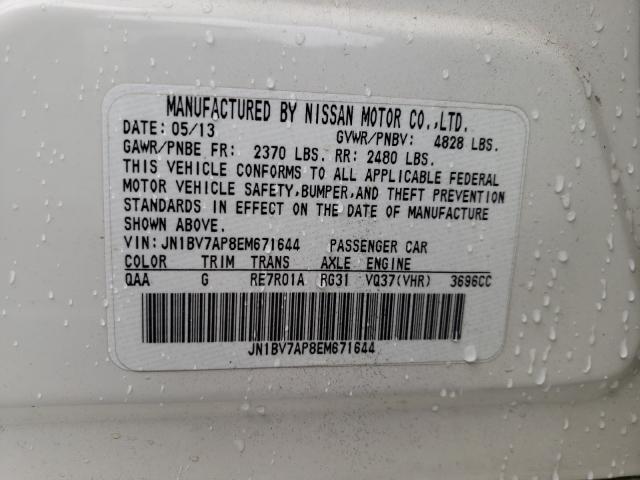 MANUFACTURED BY NISSAN MOTOR CO.,LTD.
DATE: 05/13 GVWR/PNBV: 4828 LBS.
GAWR/PNBE FR: 2370 LBS. RR: 2480 LBS.
THIS VEHICLE CONFORMS TO ALL APPLICABLE FEDERAL
MOTOR VEHICLE SAFETY,BUMPER,AND THEFT PREVENTION
STANDARDS IN EFFECT ON THE DATE OF MANUFACTURE
SHOWN ABOVE.
VIN: JN1BV7AP8EM671644 PASSENGER CAR
COLOR TRIM TRANS AXLE ENGINE
QAA G RE7R01A RG31 VQ37(VHR) 3696CC
JN1BV7AP8EM671644